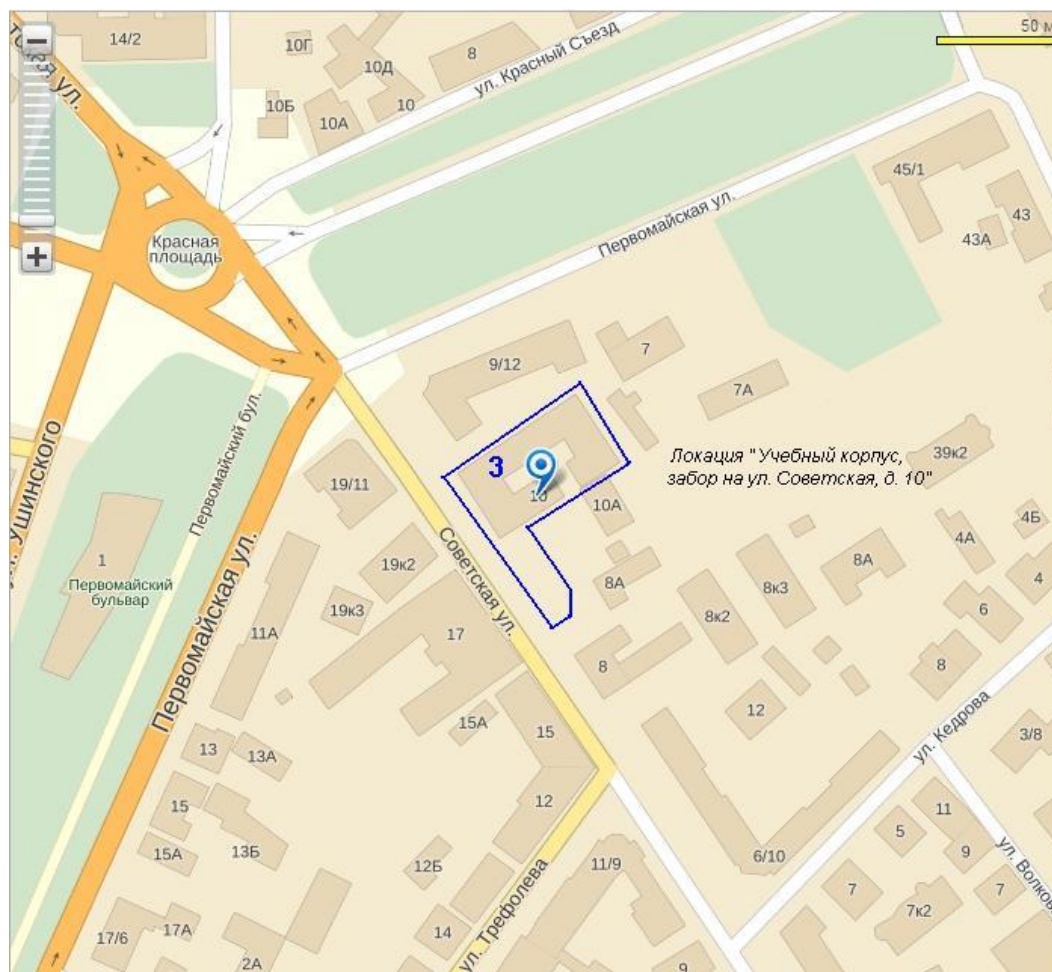 50 м
14/2
10Г
10Д
8
10Б
10А
10
ул. Красный Съезд
45/1
43
43А
Первомайская ул.
Красная
площадь
9/12
7
7А
3
10
Локация "Учебный корпус,
забор на ул. Советская, д. 10"
39к2
19/11
Первомайский бул.
ул. Ушинского
10А
Советская ул.
19к2
19к3
1
Первомайский
бульвар
11А
Первомайская ул.
17
8А
8к2
8к3
8А
4А
4Б
4
6
8
8
12
15А
15
13
13А
15
15А
13Б
12
12Б
11/9
6/10
ул. Кедрова
3/8
11
5
9
7
7к2
7
ул. Трефолева
14
17А
17/6
2А
9